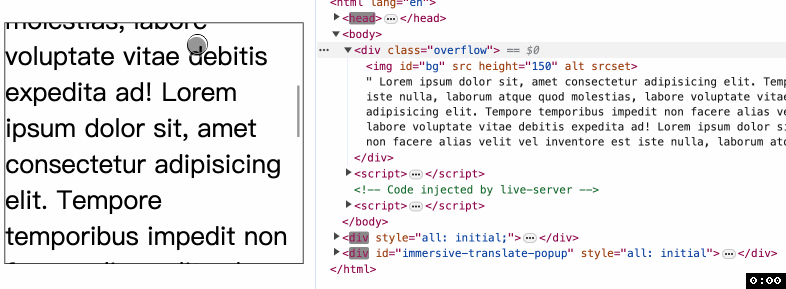 molestias, labore
voluptate vitae debitis
expedita ad! Lorem
ipsum dolor sit, amet
consectetur adipisicing
elit. Tempore
temporibus impedit non
<html lang="en">
<head> ⋯ </head>
<body>
⋯ <div class="overflow"> == $0
<img id="bg" src height="150" alt srcset>
" Lorem ipsum dolor sit, amet consectetur adipisicing elit. Temp
iste nulla, laborum atque quod molestias, labore voluptate vitae
adipisicing elit. Tempore temporibus impedit non facere alias ve
labore voluptate vitae debitis expedita ad! Lorem ipsum dolor si
non facere alias velit vel inventore est iste nulla, laborum atq
</div>
<script> ⋯ </script>
<!-- Code injected by live-server -->
<script> ⋯ </script>
</body>
<div style="all: initial;"> ⋯ </div>
<div id="immersive-translate-popup" style="all: initial"> ⋯ </div>
</html>
0:00